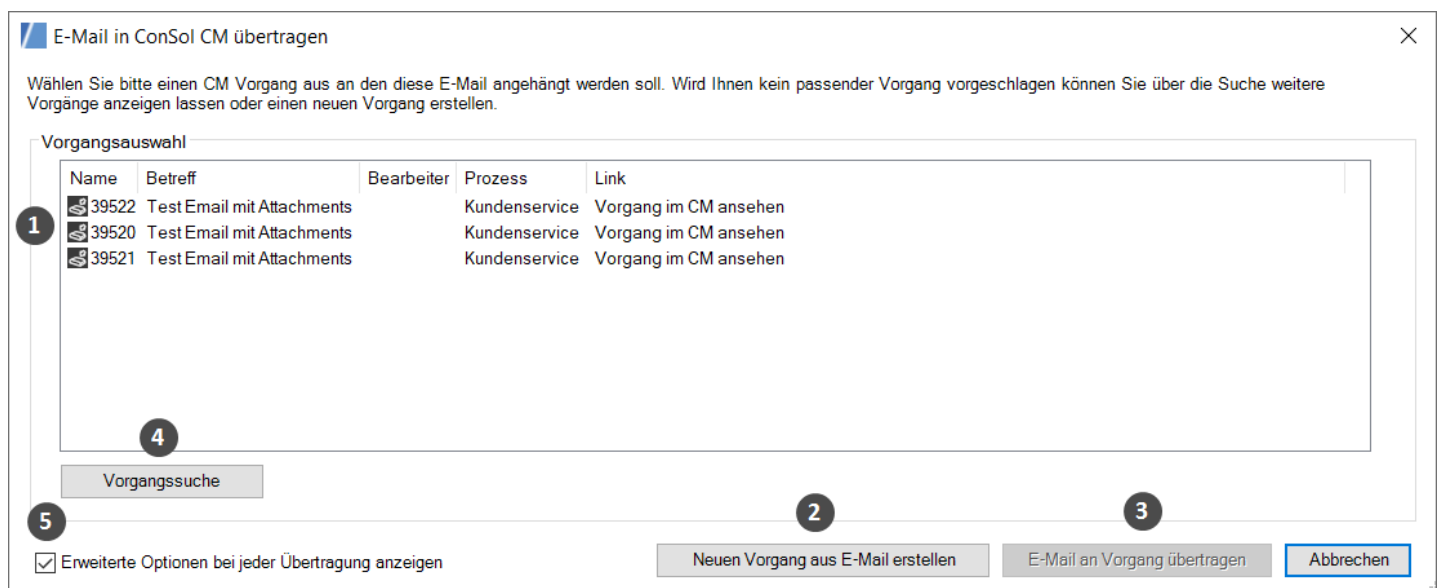 E-Mail in ConSol CM übertragen
Wählen Sie bitte einen CM Vorgang aus an den diese E-Mail angehängt werden soll. Wird Ihnen kein passender Vorgang vorgeschlagen können Sie über die Suche weitere
Vorgänge anzeigen lassen oder einen neuen Vorgang erstellen.
Vorgangsauswahl
Name Betreff Bearbeiter Prozess Link
39522 Test Email mit Attachments Kundenservice Vorgang im CM ansehen
1
39520 Test Email mit Attachments Kundenservice Vorgang im CM ansehen
39521 Test Email mit Attachments Kundenservice Vorgang im CM ansehen
4
Vorgangssuche
5 2 3
Erweiterte Optionen bei jeder Übertragung anzeigen Neuen Vorgang aus E-Mail erstellen E-Mail an Vorgang übertragen Abbrechen